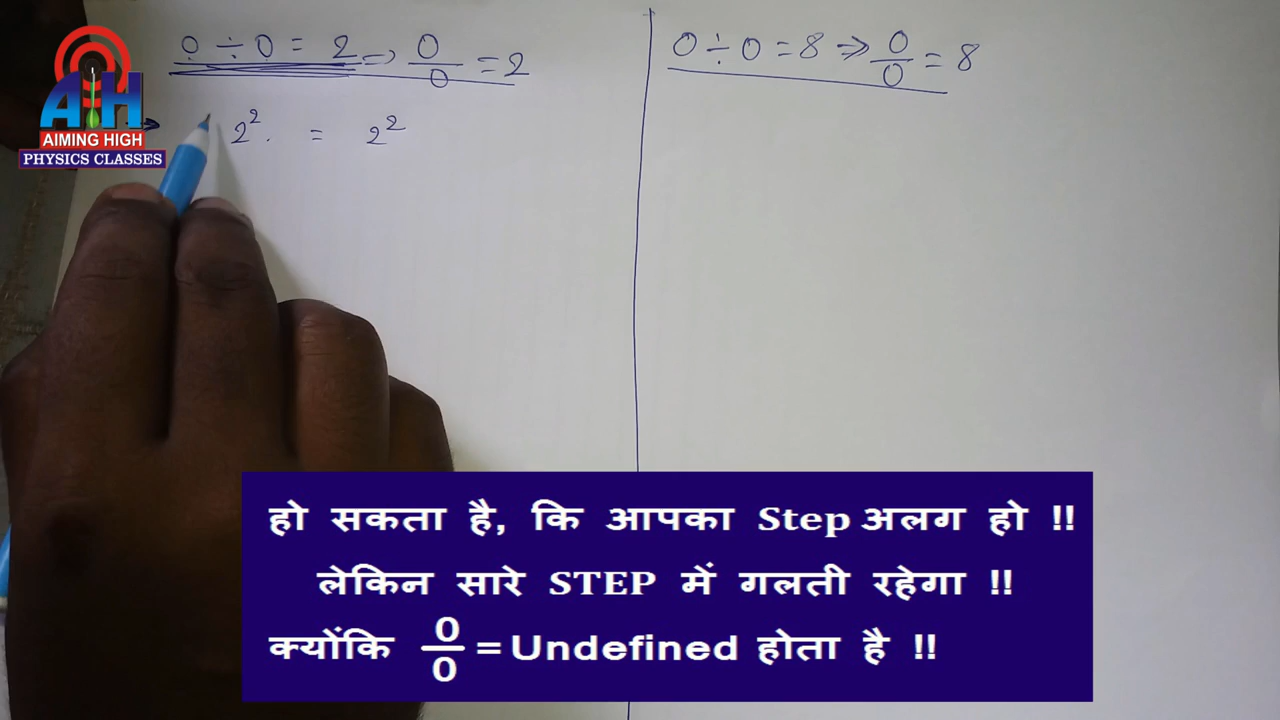 0 ÷ 0 = 2 => 0/0 = 2
2² . = 2²
0 ÷ 0 = 8 => 0/0 = 8
AH
AIMING HIGH
PHYSICS CLASSES
हो सकता है, कि आपका Step अलग हो !!
लेकिन सारे STEP में गलती रहेगा !!
क्योंकि 0/0 = Undefined होता है !!